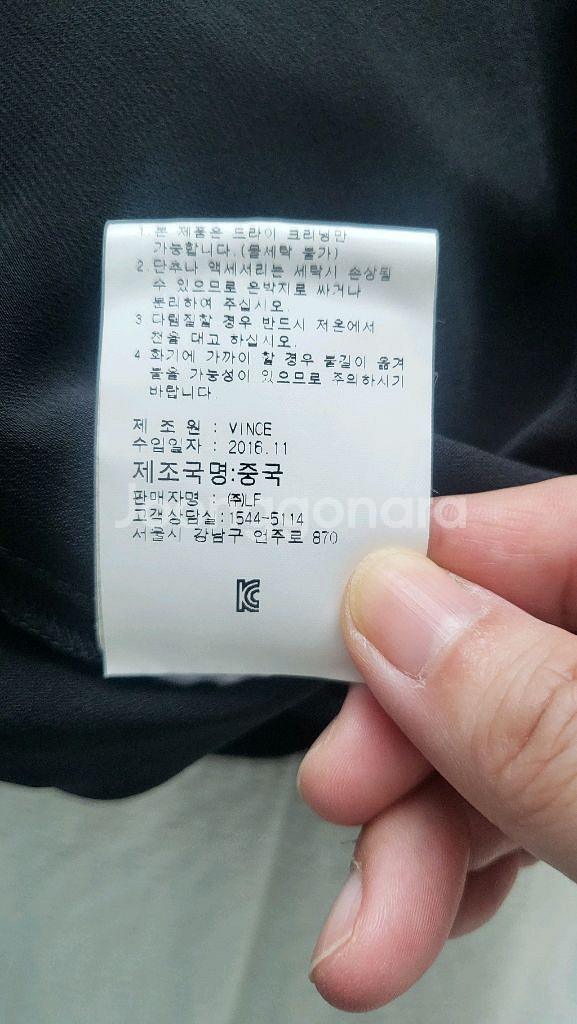 1. 본 제품은 드라이 크리닝만
가능합니다.(물세탁 불가)
2.단추나 액세서리는 세탁시 손상될
수 있으므로 은박지로 싸거나
분리하여 주십시오.
3 다림질할 경우 반드시 저온에서
천을 대고 하십시오.
4 화기에 가까이 할 경우 불길이 옮겨
붙을 가능성이 있으므로 주의하시기
바랍니다.
제 조 원 : VINCE
수입일자 : 2016.11
제조국명:중국
판매자명 : ㈜LF
고객상담실:1544-5114
서울시 강남구 언주로 870
Joongonara